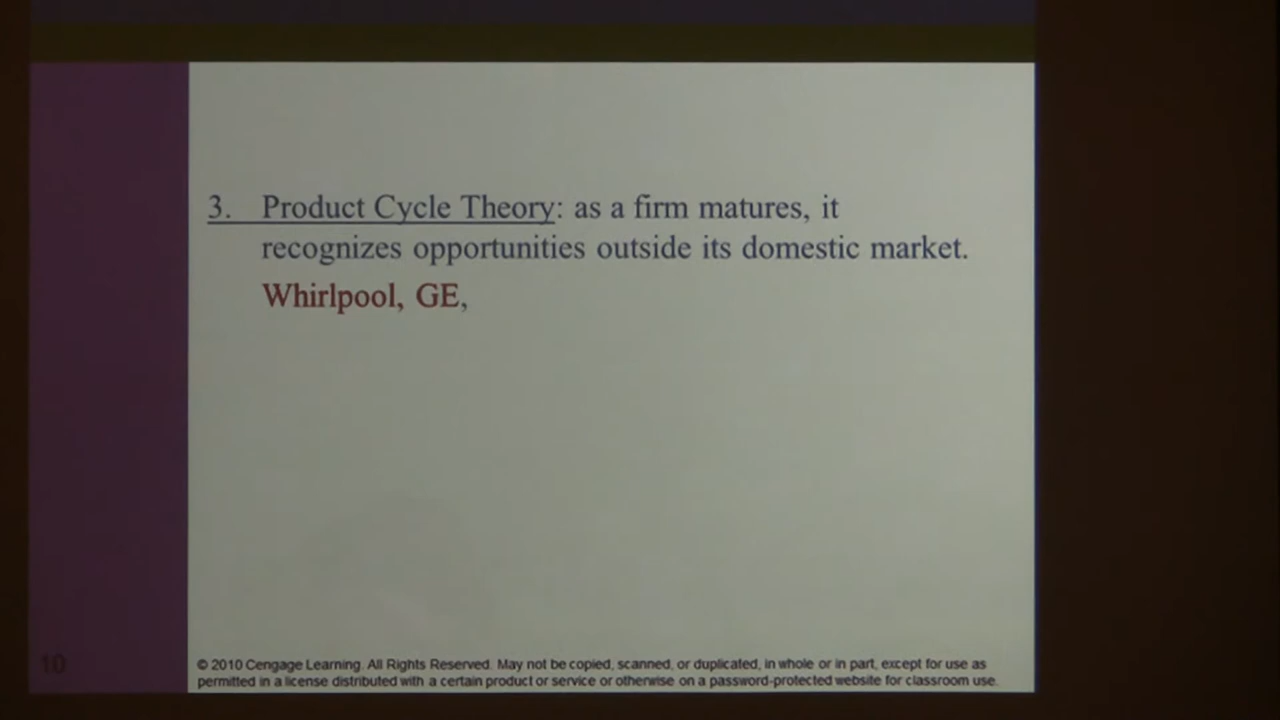 3. Product Cycle Theory: as a firm matures, it
recognizes opportunities outside its domestic market.
Whirlpool, GE,
10
© 2010 Cengage Learning. All Rights Reserved. May not be copied, scanned, or duplicated, in whole or in part, except for use as
permitted in a license distributed with a certain product or service or otherwise on a password-protected website for classroom use.